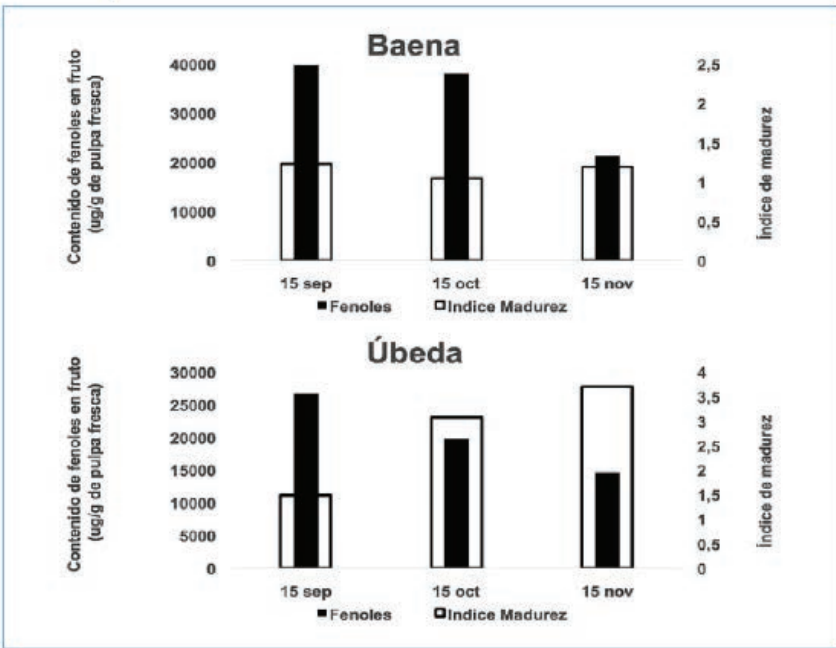 Baena
Contenido de fenoles en fruto
(ug/g de pulpa fresca)
40000
30000
20000
10000
0
2,5
2
1,5
1
0,5
0
Índice de madurez
15 sep
15 oct
15 nov
Fenoles
Indice Madurez
Úbeda
Contenido de fenoles en fruto
(ug/g de pulpa fresca)
30000
25000
20000
15000
10000
5000
0
4
3,5
3
2,5
2
1,5
1
0,5
0
Índice de madurez
15 sep
15 oct
15 nov
Fenoles
Indice Madurez